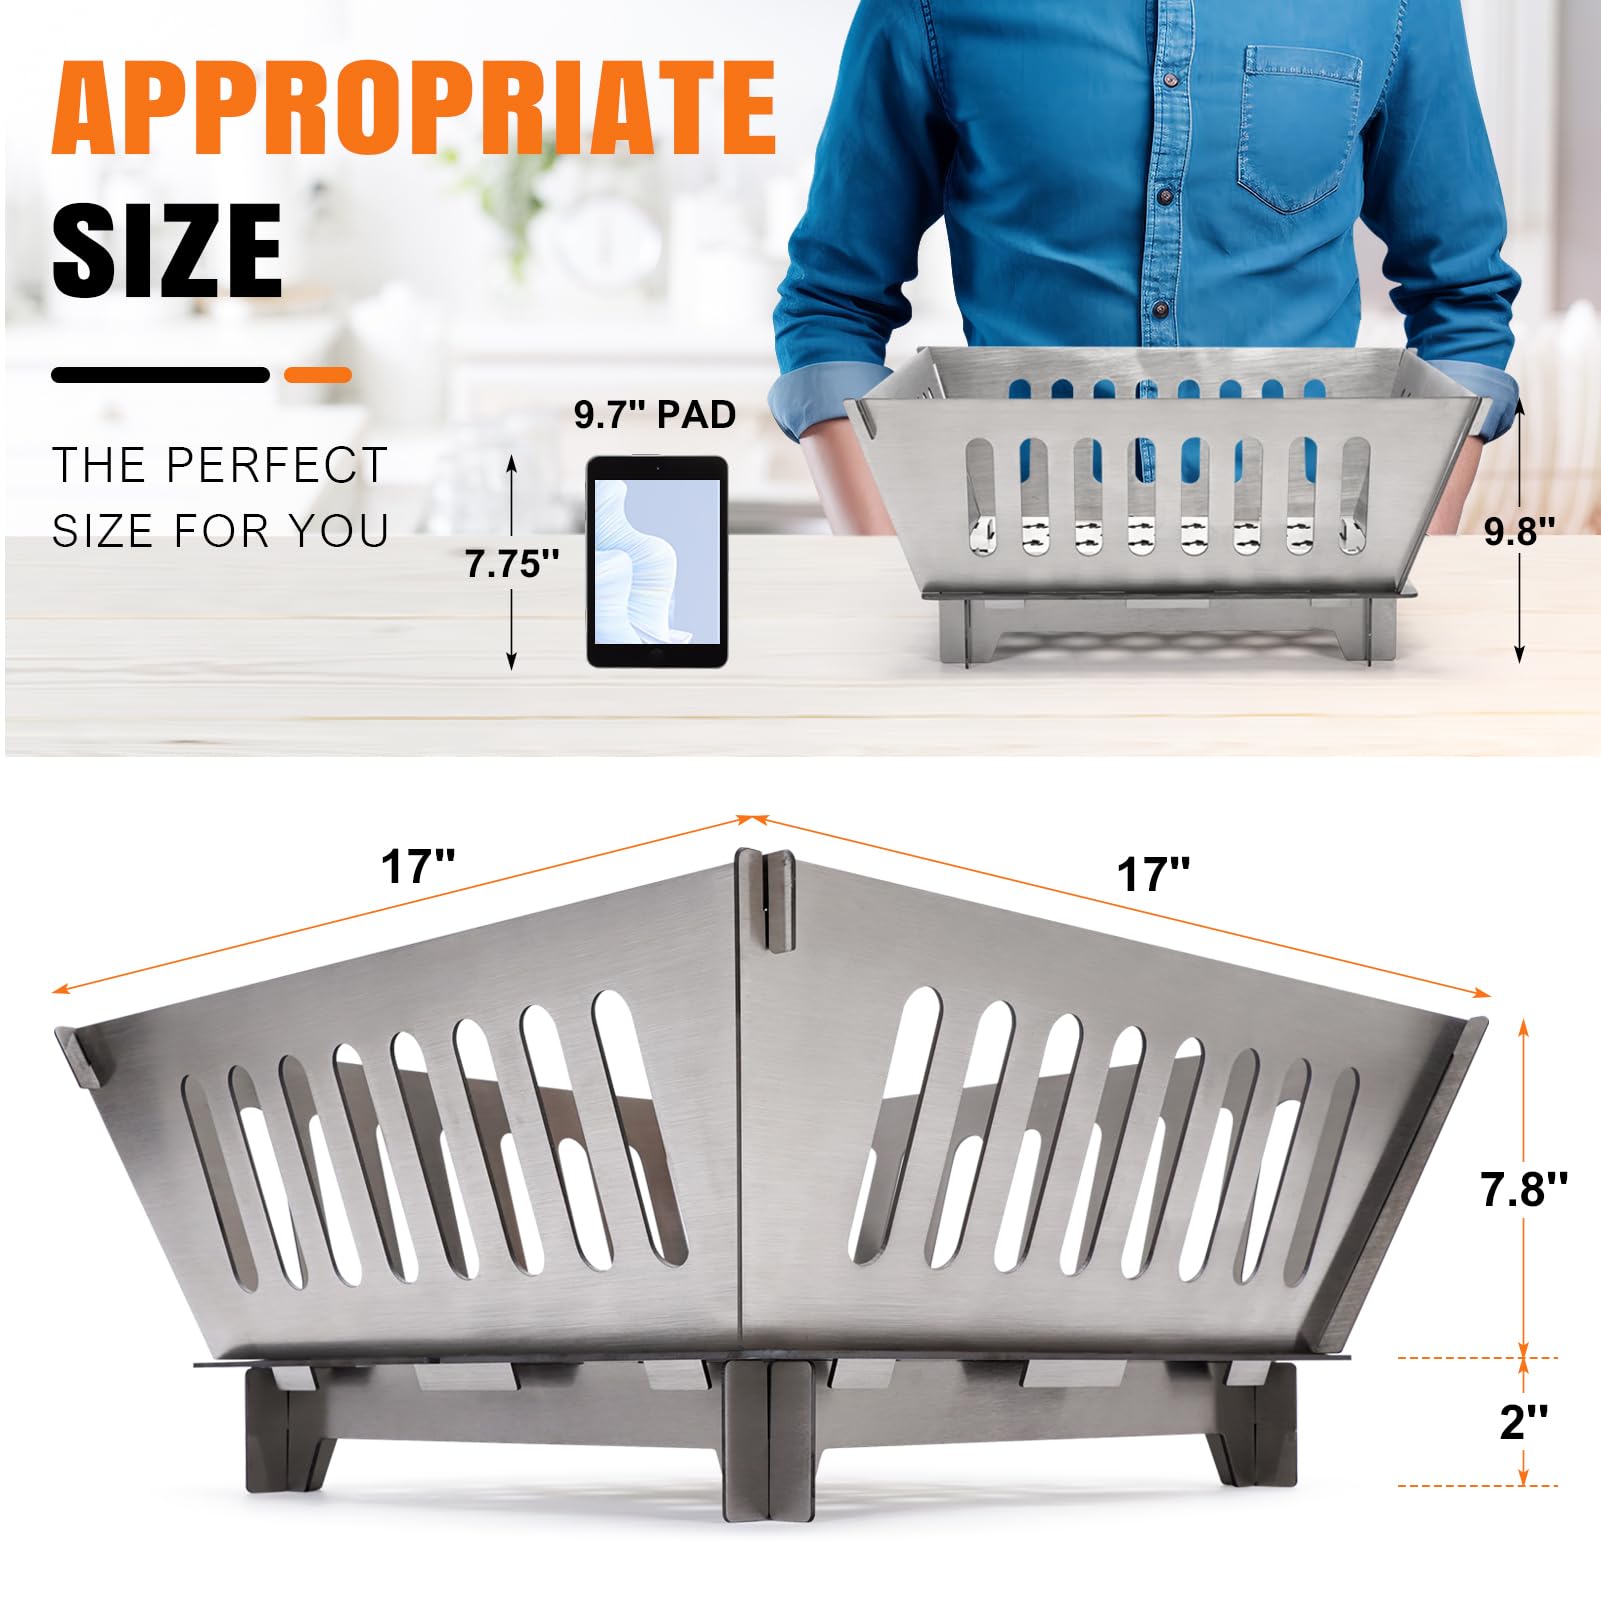 APPROPRIATE
SIZE
THE PERFECT
SIZE FOR YOU
9.7" PAD
7.75"
9.8"
17"
17"
7.8"
2"